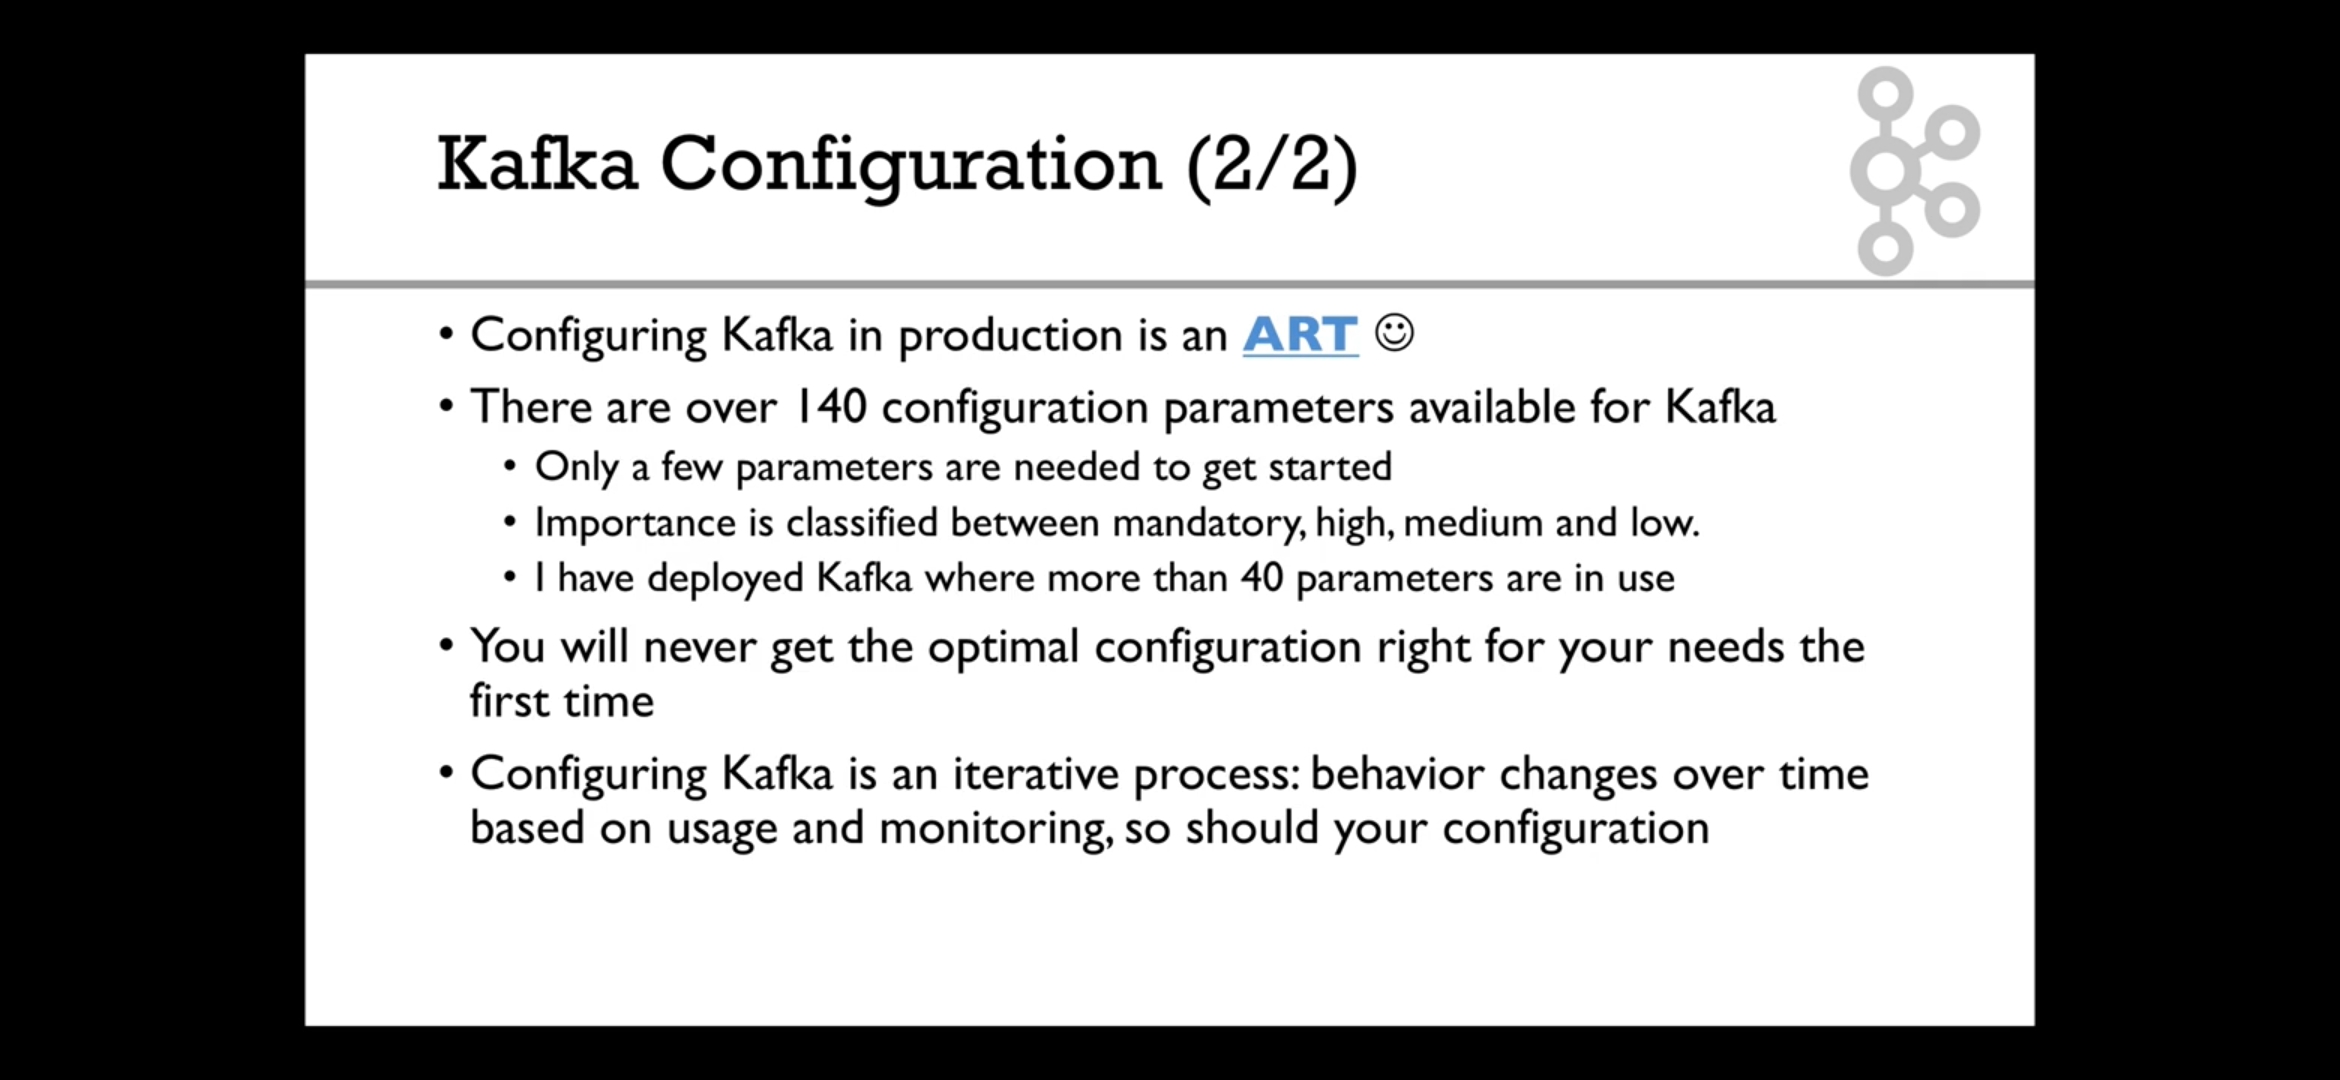 Kafka Configuration (2/2)
• Configuring Kafka in production is an ART ☺
• There are over 140 configuration parameters available for Kafka
• Only a few parameters are needed to get started
• Importance is classified between mandatory, high, medium and low.
• I have deployed Kafka where more than 40 parameters are in use
• You will never get the optimal configuration right for your needs the
first time
• Configuring Kafka is an iterative process: behavior changes over time
based on usage and monitoring, so should your configuration